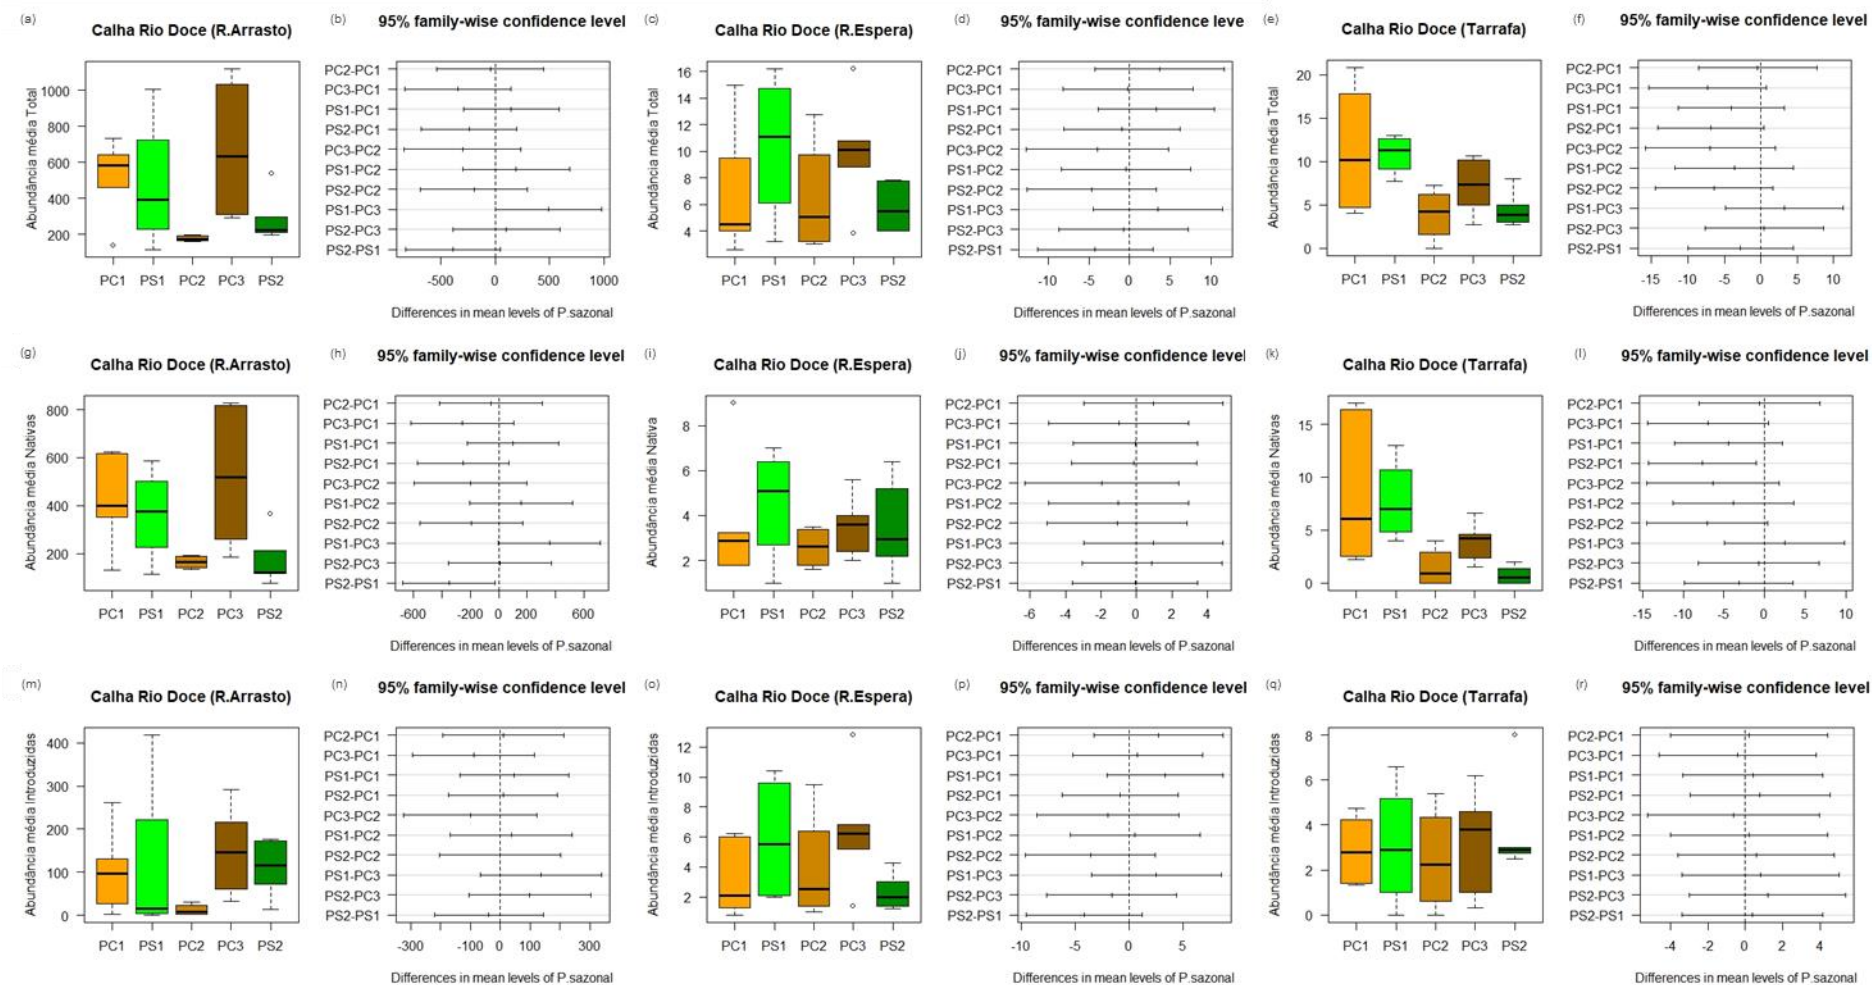 (a) Calha Rio Doce (R.Arrasto)
Abundância média Total
1000
800
600
400
200
PC1 PS1 PC2 PC3 PS2
(b) 95% family-wise confidence level
PC2-PC1
PC3-PC1
PS1-PC1
PS2-PC1
PC3-PC2
PS1-PC2
PS2-PC2
PS1-PC3
PS2-PC3
PS2-PS1
-500 0 500 1000
Differences in mean levels of P.sazonal
(c) Calha Rio Doce (R.Espera)
Abundância média Total
16
14
12
10
8
6
4
PC1 PS1 PC2 PC3 PS2
(d) 95% family-wise confidence leve
PC2-PC1
PC3-PC1
PS1-PC1
PS2-PC1
PC3-PC2
PS1-PC2
PS2-PC2
PS1-PC3
PS2-PC3
PS2-PS1
-10 -5 0 5 10
Differences in mean levels of P.sazonal
(e) Calha Rio Doce (Tarrafa)
Abundância média Total
20
15
10
5
0
PC1 PS1 PC2 PC3 PS2
(f) 95% family-wise confidence level
PC2-PC1
PC3-PC1
PS1-PC1
PS2-PC1
PC3-PC2
PS1-PC2
PS2-PC2
PS1-PC3
PS2-PC3
PS2-PS1
-15 -10 -5 0 5 10
Differences in mean levels of P.sazonal
(g) Calha Rio Doce (R.Arrasto)
Abundância média Nativas
800
600
400
200
PC1 PS1 PC2 PC3 PS2
(h) 95% family-wise confidence level
PC2-PC1
PC3-PC1
PS1-PC1
PS2-PC1
PC3-PC2
PS1-PC2
PS2-PC2
PS1-PC3
PS2-PC3
PS2-PS1
-600 -200 0 200 600
Differences in mean levels of P.sazonal
(i) Calha Rio Doce (R.Espera)
Abundância média Nativa
8
6
4
2
PC1 PS1 PC2 PC3 PS2
(j) 95% family-wise confidence level
PC2-PC1
PC3-PC1
PS1-PC1
PS2-PC1
PC3-PC2
PS1-PC2
PS2-PC2
PS1-PC3
PS2-PC3
PS2-PS1
-6 -4 -2 0 2 4
Differences in mean levels of P.sazonal
(k) Calha Rio Doce (Tarrafa)
Abundância média Nativas
15
10
5
0
PC1 PS1 PC2 PC3 PS2
(l) 95% family-wise confidence level
PC2-PC1
PC3-PC1
PS1-PC1
PS2-PC1
PC3-PC2
PS1-PC2
PS2-PC2
PS1-PC3
PS2-PC3
PS2-PS1
-15 -10 -5 0 5 10
Differences in mean levels of P.sazonal
(m) Calha Rio Doce (R.Arrasto)
Abundância média Introduzidas
400
300
200
100
0
PC1 PS1 PC2 PC3 PS2
(n) 95% family-wise confidence level
PC2-PC1
PC3-PC1
PS1-PC1
PS2-PC1
PC3-PC2
PS1-PC2
PS2-PC2
PS1-PC3
PS2-PC3
PS2-PS1
-300 -100 0 100 300
Differences in mean levels of P.sazonal
(o) Calha Rio Doce (R.Espera)
Abundância média Introduzidas
12
10
8
6
4
2
PC1 PS1 PC2 PC3 PS2
(p) 95% family-wise confidence level
PC2-PC1
PC3-PC1
PS1-PC1
PS2-PC1
PC3-PC2
PS1-PC2
PS2-PC2
PS1-PC3
PS2-PC3
PS2-PS1
-10 -5 0 5
Differences in mean levels of P.sazonal
(q) Calha Rio Doce (Tarrafa)
Abundância média Introduzidas
8
6
4
2
0
PC1 PS1 PC2 PC3 PS2
(r) 95% family-wise confidence level
PC2-PC1
PC3-PC1
PS1-PC1
PS2-PC1
PC3-PC2
PS1-PC2
PS2-PC2
PS1-PC3
PS2-PC3
PS2-PS1
-4 -2 0 2 4
Differences in mean levels of P.sazonal